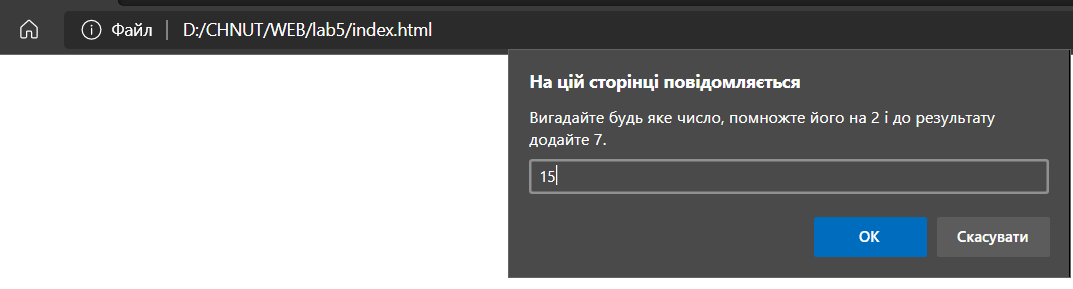 Файл | D:/CHNUT/WEB/lab5/index.html
На цій сторінці повідомляється
Вигадайте будь яке число, помножте його на 2 і до результату
додайте 7.
15
ОК Скасувати